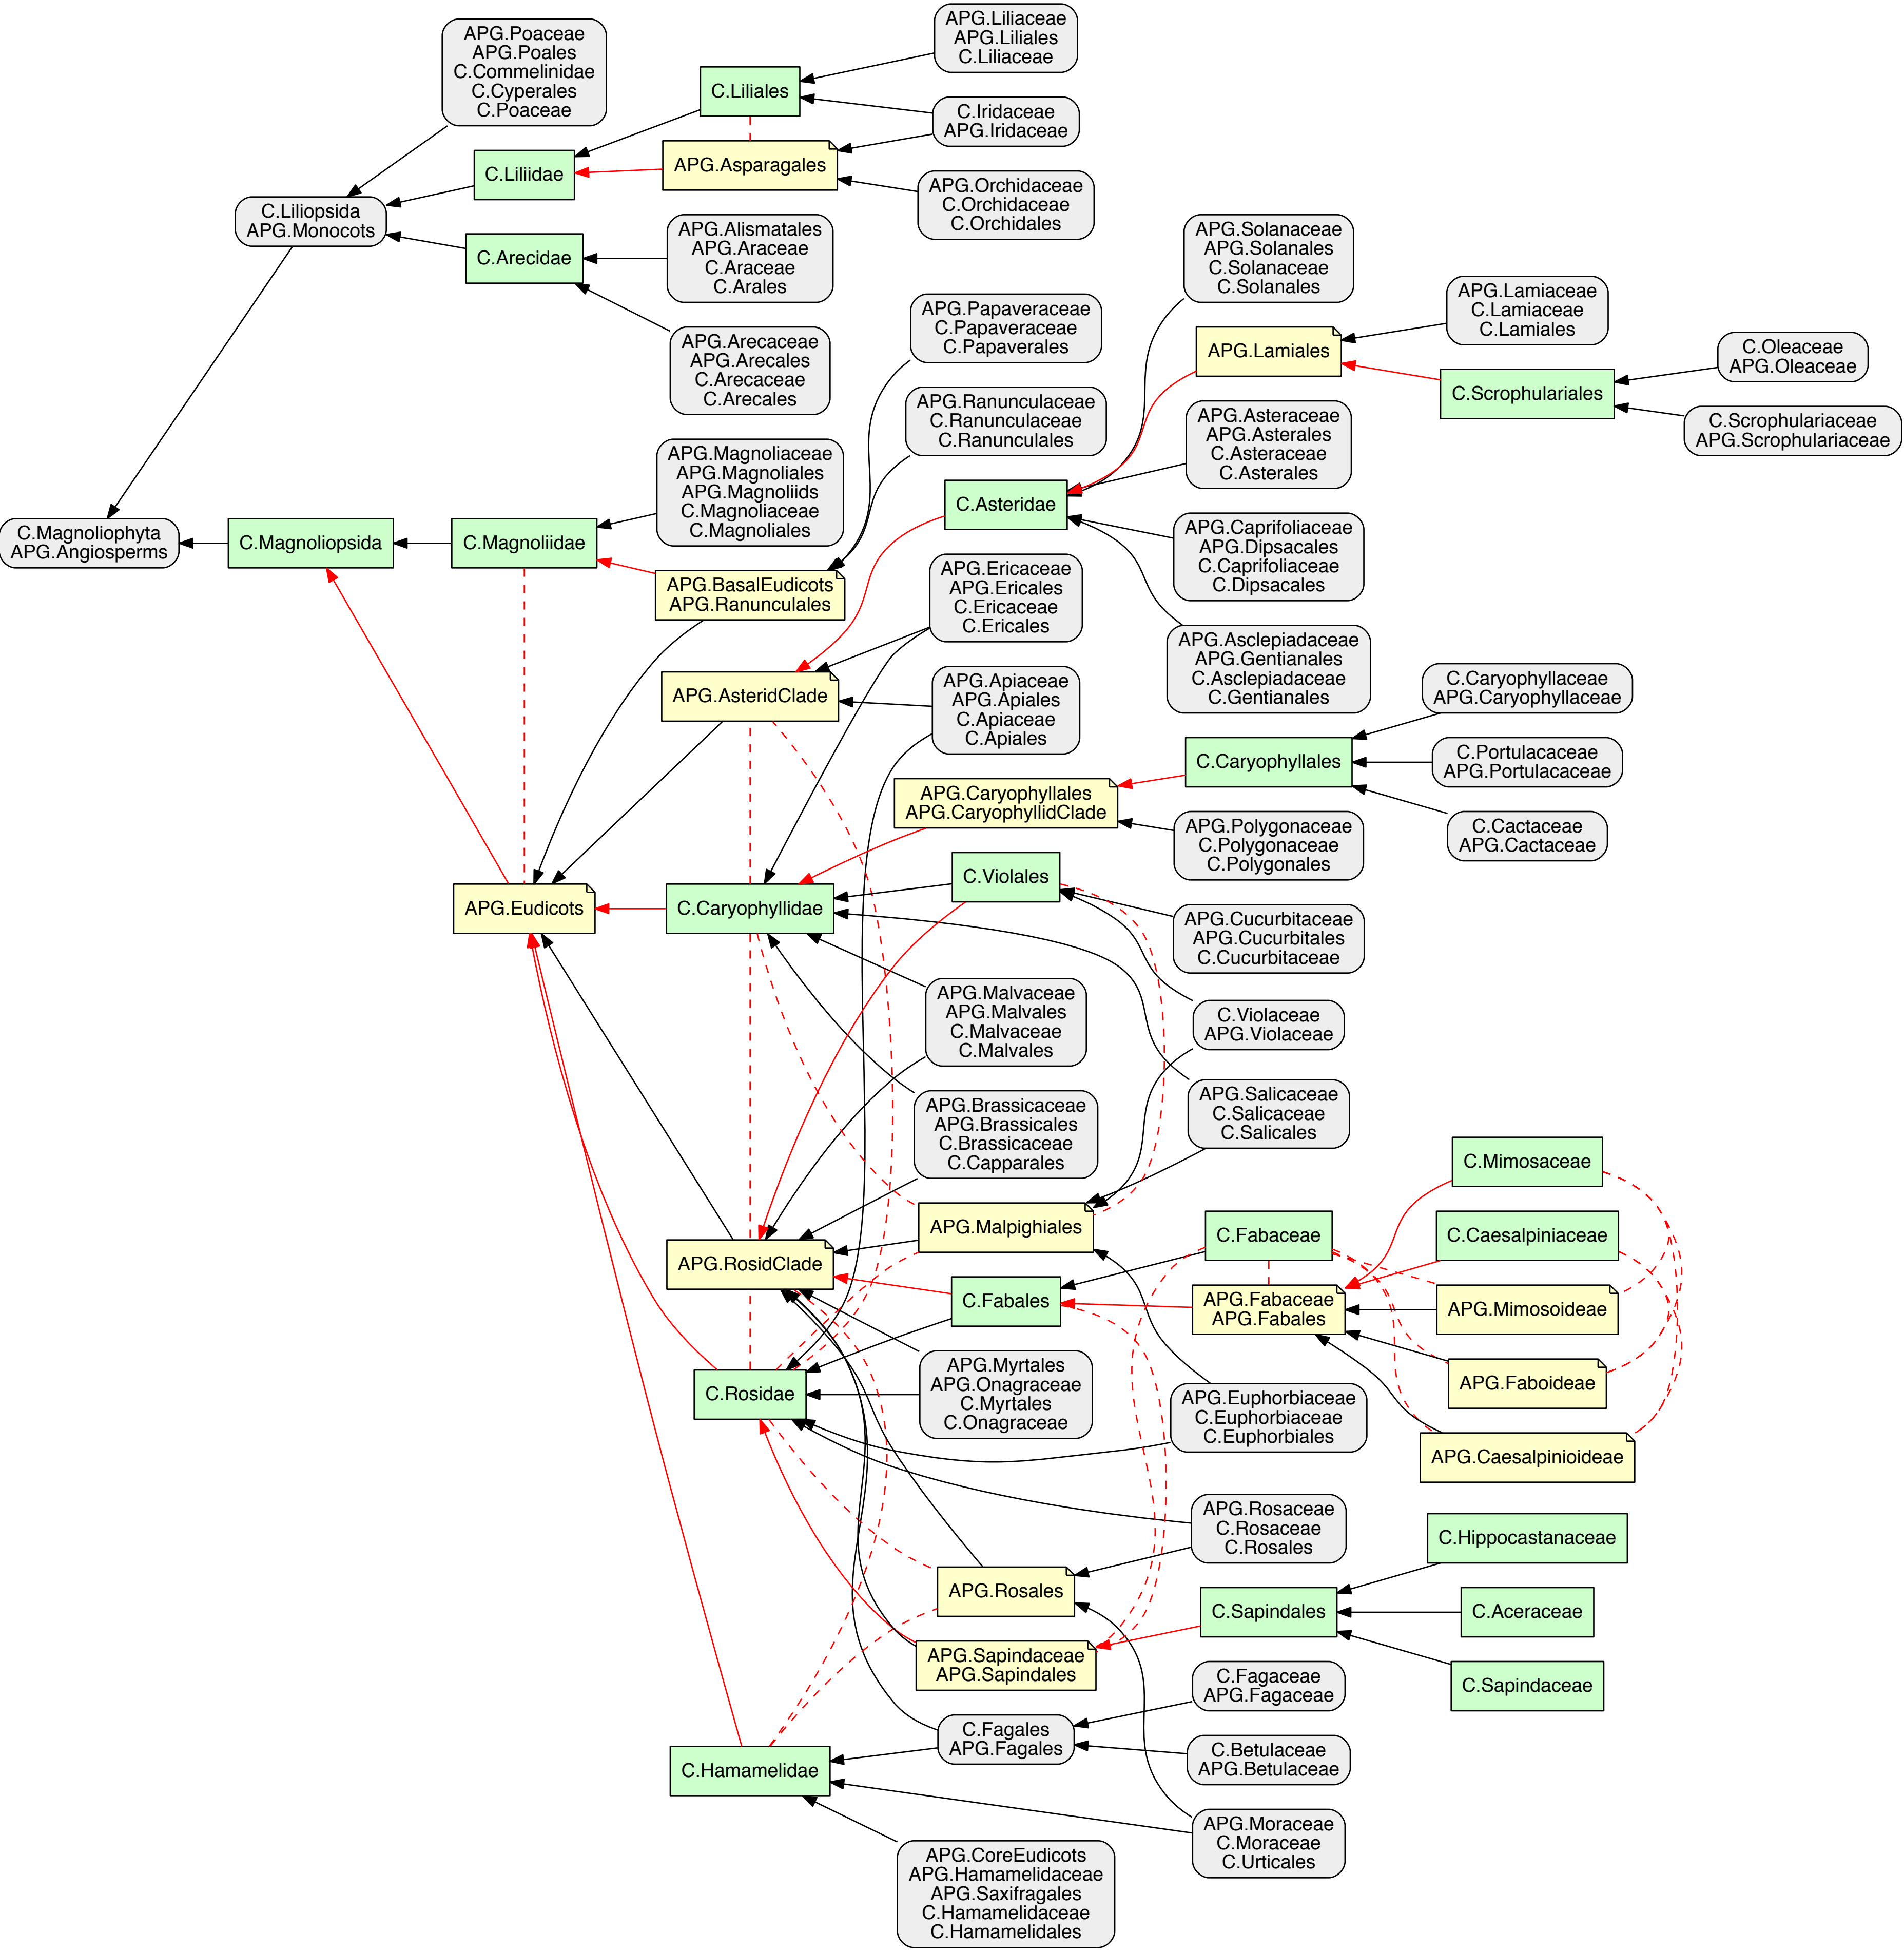 APG.Poaceae
APG.Poales
C.Commelinidae
C.Cyperales
C.Poaceae
C.Liliales
APG.Liliaceae
APG.Liliales
C.Liliaceae
C.Iridaceae
APG.Iridaceae
C.Liliidae
APG.Asparagales
APG.Orchidaceae
C.Orchidaceae
C.Orchidales
C.Liliopsida
APG.Monocots
C.Arecidae
APG.Alismatales
APG.Araceae
C.Araceae
C.Arales
APG.Arecaceae
APG.Arecales
C.Arecaceae
C.Arecales
APG.Papaveraceae
C.Papaveraceae
C.Papaverales
APG.Ranunculaceae
C.Ranunculaceae
C.Ranunculales
APG.Solanaceae
APG.Solanales
C.Solanaceae
C.Solanales
APG.Lamiales
APG.Lamiaceae
C.Lamiaceae
C.Lamiales
C.Scrophulariales
C.Oleaceae
APG.Oleaceae
C.Scrophulariaceae
APG.Scrophulariaceae
APG.Asteraceae
APG.Asterales
C.Asteraceae
C.Asterales
APG.Magnoliaceae
APG.Magnoliales
APG.Magnoliids
C.Magnoliaceae
C.Magnoliales
C.Asteridae
C.Magnoliophyta
APG.Angiosperms
C.Magnoliopsida
C.Magnoliidae
APG.BasalEudicots
APG.Ranunculales
APG.Caprifoliaceae
APG.Dipsacales
C.Caprifoliaceae
C.Dipsacales
APG.Ericaceae
APG.Ericales
C.Ericaceae
C.Ericales
APG.Asclepiadaceae
APG.Gentianales
C.Asclepiadaceae
C.Gentianales
APG.AsteridClade
APG.Apiaceae
APG.Apiales
C.Apiaceae
C.Apiales
C.Caryophyllaceae
APG.Caryophyllaceae
C.Caryophyllales
C.Portulacaceae
APG.Portulacaceae
APG.Caryophyllales
APG.CaryophyllidClade
APG.Polygonaceae
C.Polygonaceae
C.Polygonales
C.Cactaceae
APG.Cactaceae
C.Violales
APG.Eudicots
C.Caryophyllidae
APG.Cucurbitaceae
APG.Cucurbitales
C.Cucurbitaceae
APG.Malvaceae
APG.Malvales
C.Malvaceae
C.Malvales
C.Violaceae
APG.Violaceae
APG.Brassicaceae
APG.Brassicales
C.Brassicaceae
C.Capparales
APG.Salicaceae
C.Salicaceae
C.Salicales
C.Mimosaceae
APG.Malpighiales
C.Fabaceae
C.Caesalpiniaceae
APG.RosidClade
C.Fabales
APG.Fabaceae
APG.Fabales
APG.Mimosoideae
APG.Faboideae
C.Rosidae
APG.Myrtales
APG.Onagraceae
C.Myrtales
C.Onagraceae
APG.Euphorbiaceae
C.Euphorbiaceae
C.Euphorbiales
APG.Caesalpinioideae
APG.Rosaceae
C.Rosaceae
C.Rosales
C.Hippocastanaceae
APG.Rosales
C.Sapindales
C.Aceraceae
APG.Sapindaceae
APG.Sapindales
C.Sapindaceae
C.Fagaceae
APG.Fagaceae
C.Fagales
APG.Fagales
C.Betulaceae
APG.Betulaceae
C.Hamamelidae
APG.Moraceae
C.Moraceae
C.Urticales
APG.CoreEudicots
APG.Hamamelidaceae
APG.Saxifragales
C.Hamamelidaceae
C.Hamamelidales